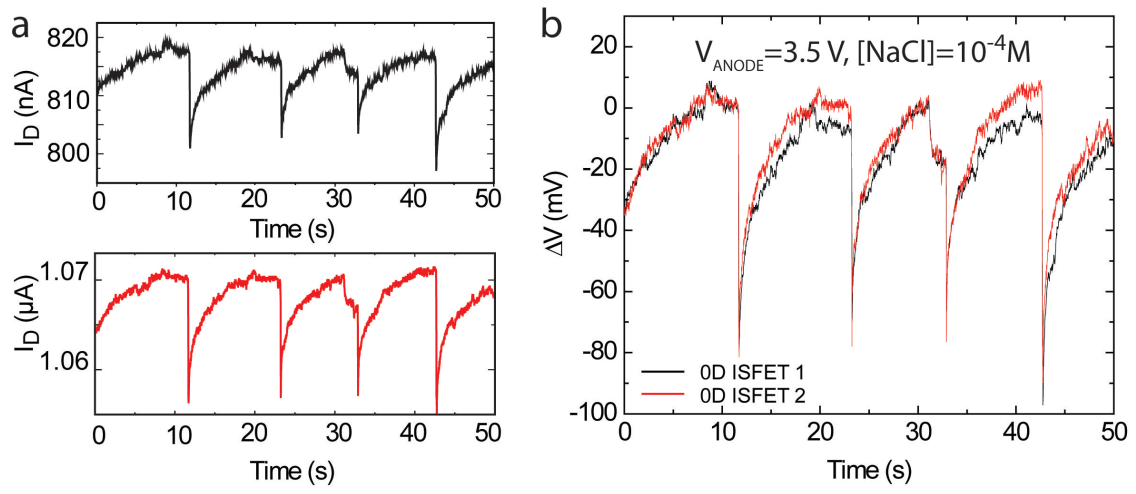 a
I_D (nA)
820
810
800
0 10 20 30 40 50
Time (s)
I_D (µA)
1.07
1.06
0 10 20 30 40 50
Time (s)
b
V_ANODE=3.5 V, [NaCl]=10⁻⁴M
ΔV (mV)
20
0
-20
-40
-60
-80
-100
0D ISFET 1
0D ISFET 2
0 10 20 30 40 50
Time (s)